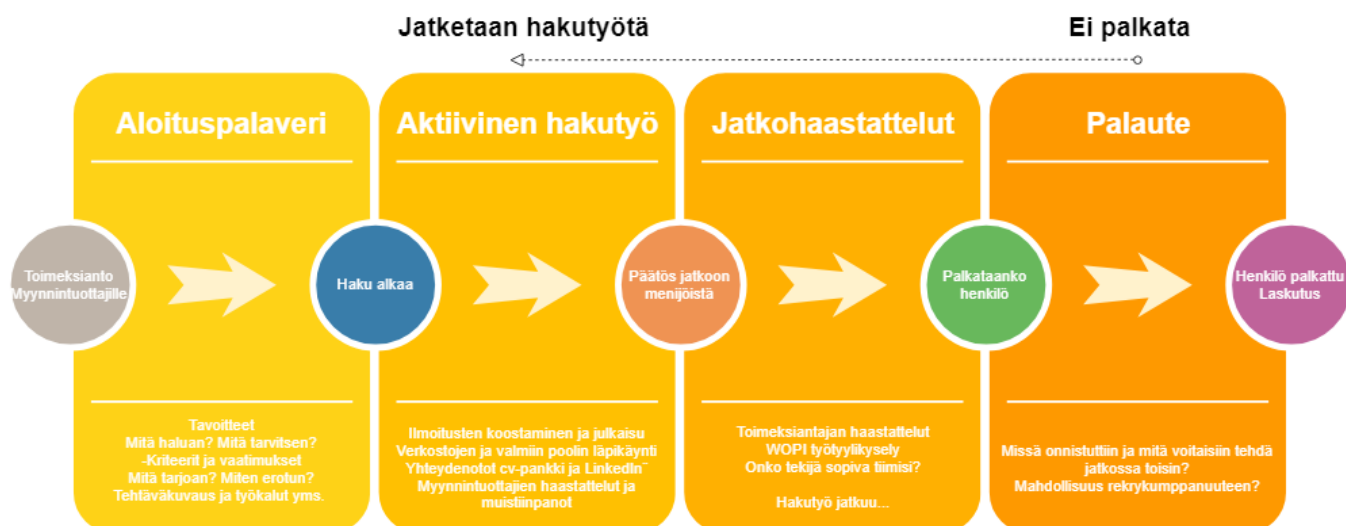 Jatketaan hakutyötä
Ei palkata
Aloituspalaveri
Aktiivinen hakutyö
Jatkohaastattelut
Palaute
Toimeksianto
Myynnintuottajille
Haku alkaa
Päätös jatkoon
menijöistä
Palkataanko
henkilö
Henkilö palkattu
Laskutus
Tavoitteet
Mitä haluan? Mitä tarvitsen?
-Kriteerit ja vaatimukset
Mitä tarjoan? Miten erotun?
Tehtäväkuvaus ja työkalut yms.
Ilmoitusten koostaminen ja julkaisu
Verkostojen ja valmiin poolin läpikäynti
Yhteydenotot cv-pankki ja LinkedIn¨
Myynnintuottajien haastattelut ja
muistiinpanot
Toimeksiantajan haastattelut
WOPI työtyylikysely
Onko tekijä sopiva tiimisi?
Hakutyö jatkuu...
Missä onnistuttiin ja mitä voitaisiin tehdä
jatkossa toisin?
Mahdollisuus rekrykumppanuuteen?